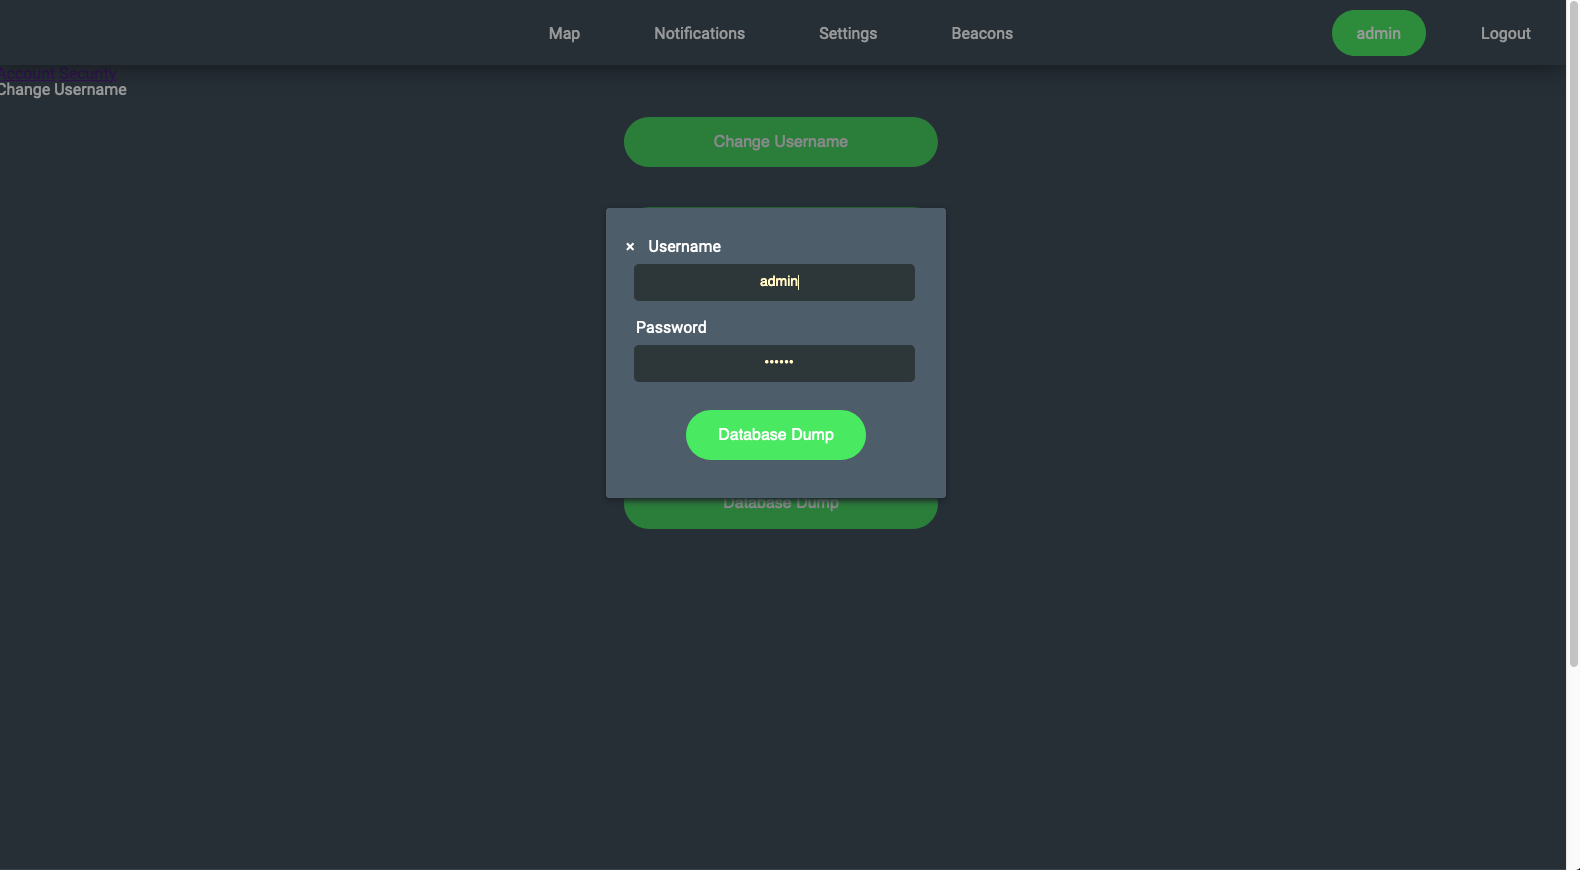 Map Notifications Settings Beacons admin Logout
Account Security
Change Username
Change Username
× Username
admin
Password
••••••
Database Dump
Database Dump